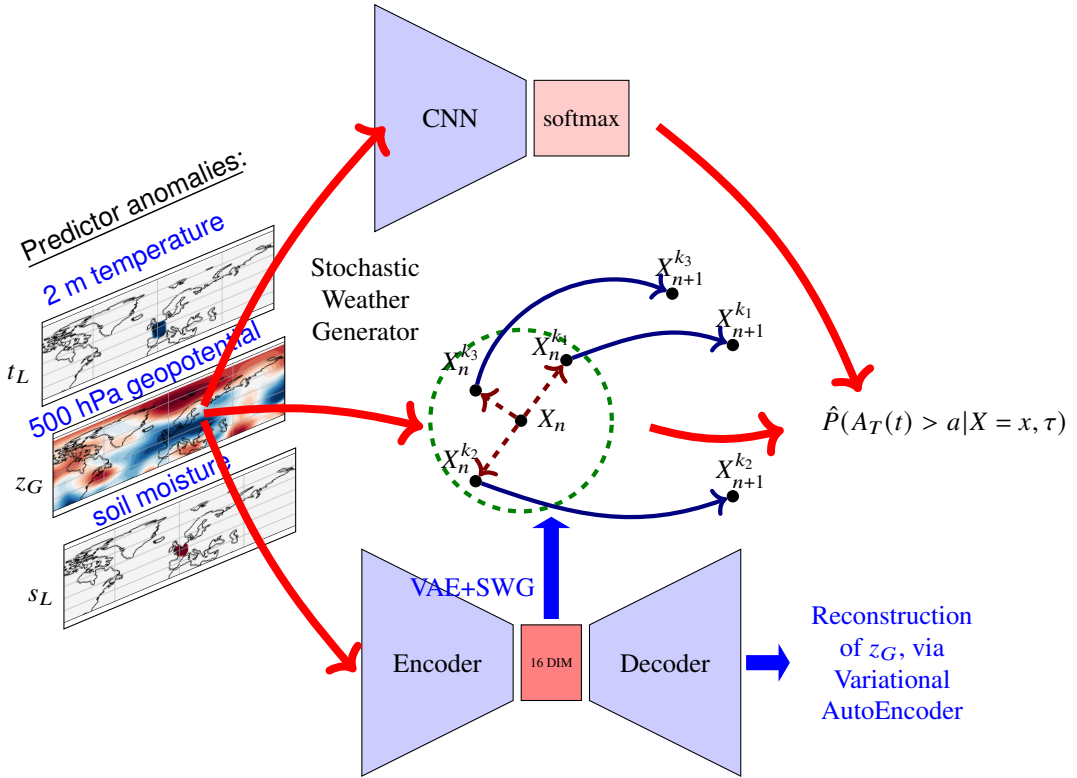 CNN
softmax
Predictor anomalies:
2 m temperature
t_L
500 hPa geopotential
z_G
soil moisture
s_L
Stochastic
Weather
Generator
X_{n+1}^{k_3}
X_{n+1}^{k_1}
X_n^{k_3}
X_n^{k_1}
X_n
X_n^{k_2}
X_{n+1}^{k_2}
P̂(A_T(t) > a|X = x, τ)
VAE+SWG
Encoder
16 DIM
Decoder
Reconstruction
of z_G, via
Variational
AutoEncoder